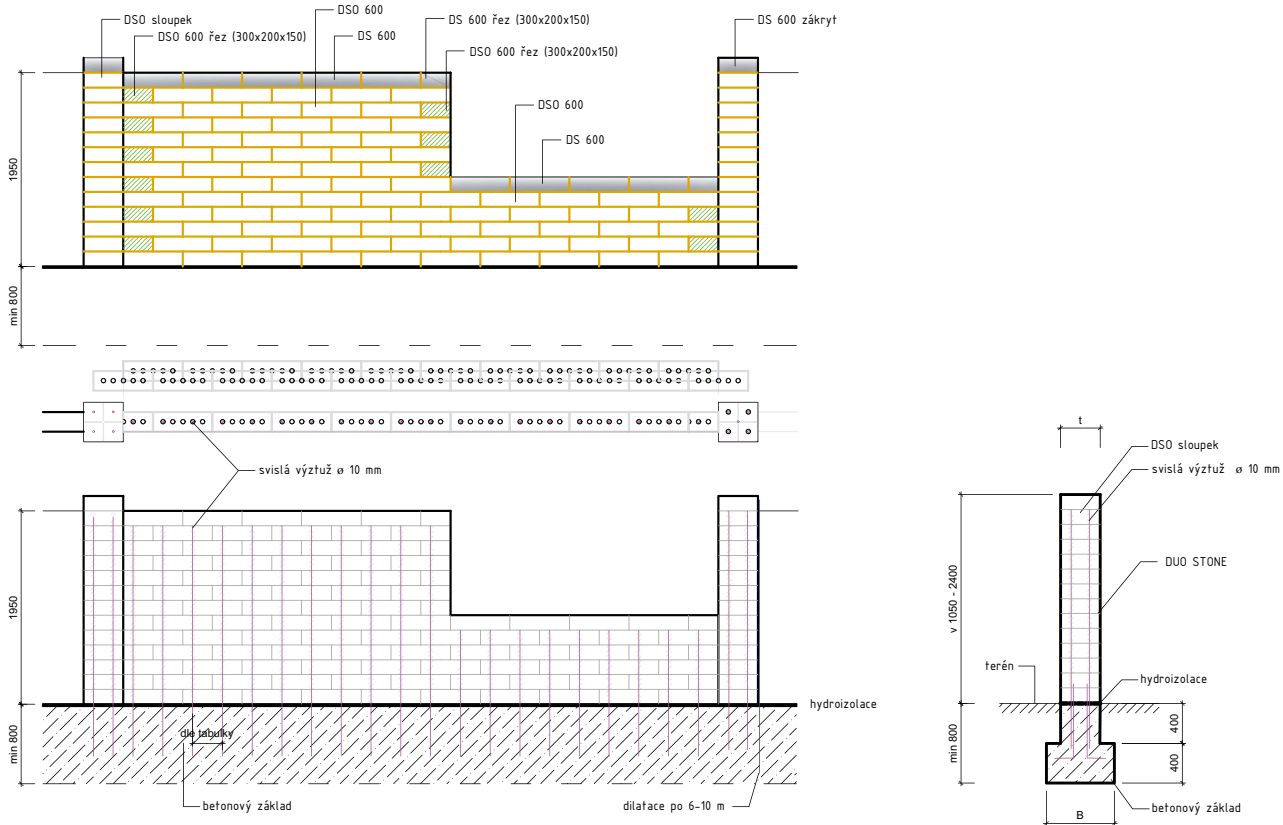 DSO sloupek
DSO 600
DS 600 řez (300x200x150)
DS 600 zákryt
DSO 600 řez (300x200x150)
DS 600
DSO 600 řez (300x200x150)
DSO 600
DS 600
1950
min 800
svislá výztuž ø 10 mm
1950
min 800
dle tabulky
hydroizolace
betonový základ
dilatace po 6-10 m
t
DSO sloupek
svislá výztuž ø 10 mm
DUO STONE
v 1050 - 2400
terén
hydroizolace
400
min 800
400
betonový základ
B